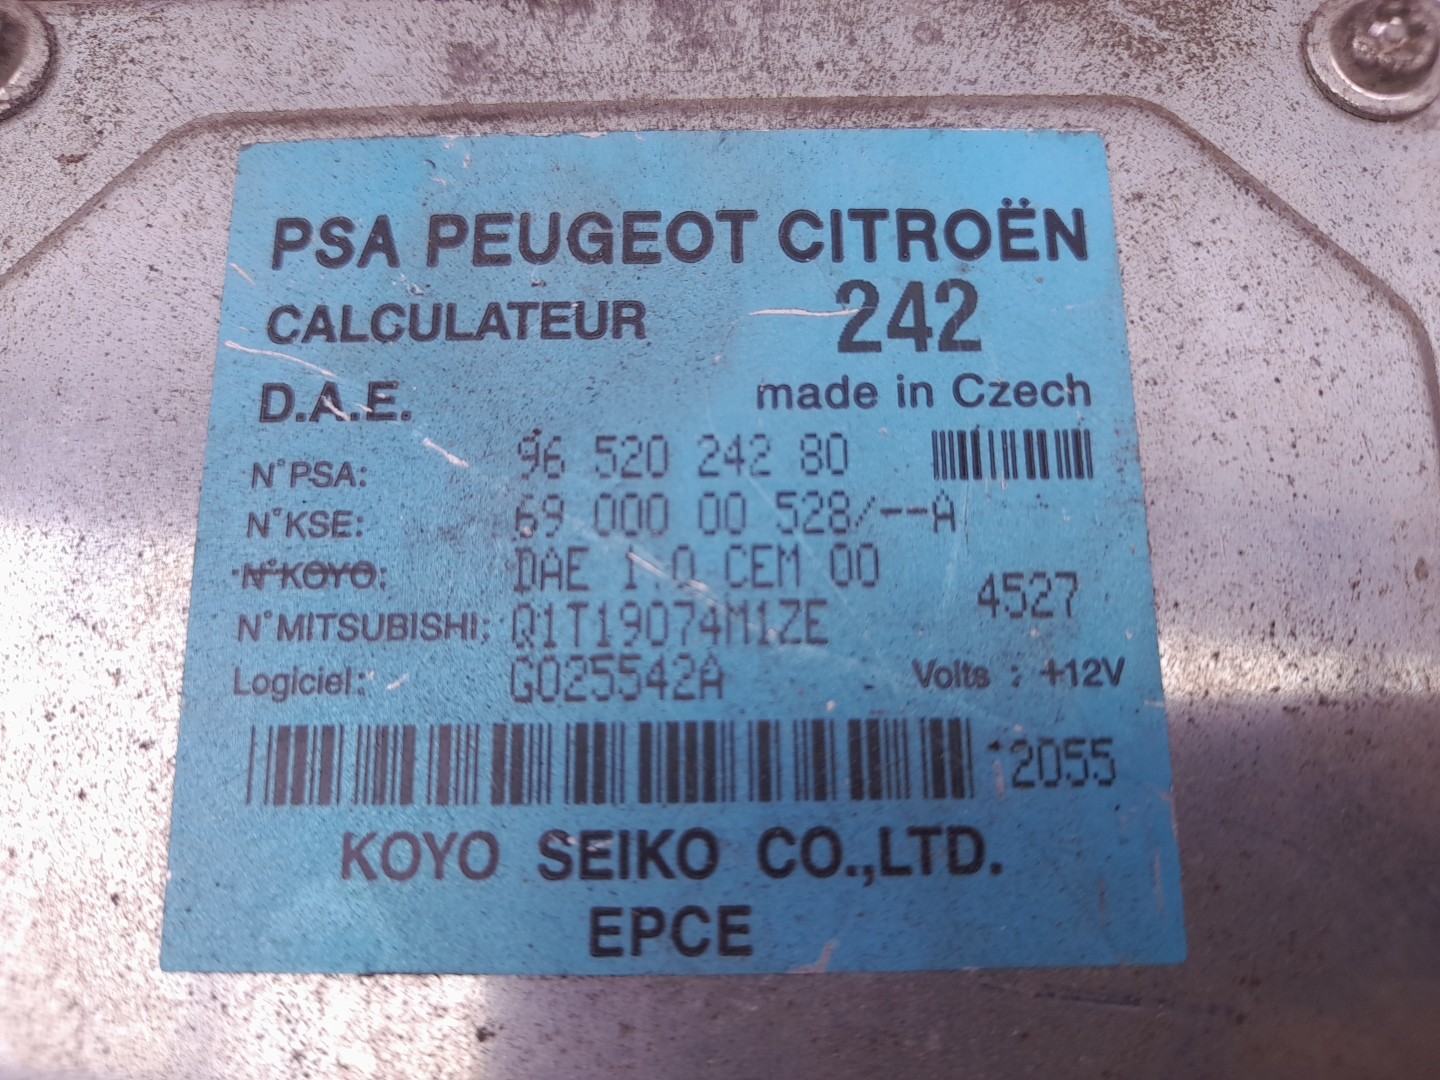 PSA PEUGEOT CITROËN
CALCULATEUR 242
D.A.E. made in Czech
N°PSA: 96 520 242 80
N°KSE: 69 000 00 528/--A
N°KOYO: DAE 1.0 CEM 00
4527
N°MITSUBISHI: Q1T19074M1ZE
Logiciel: G025542A Volts : +12V
2055
KOYO SEIKO CO.,LTD.
EPCE